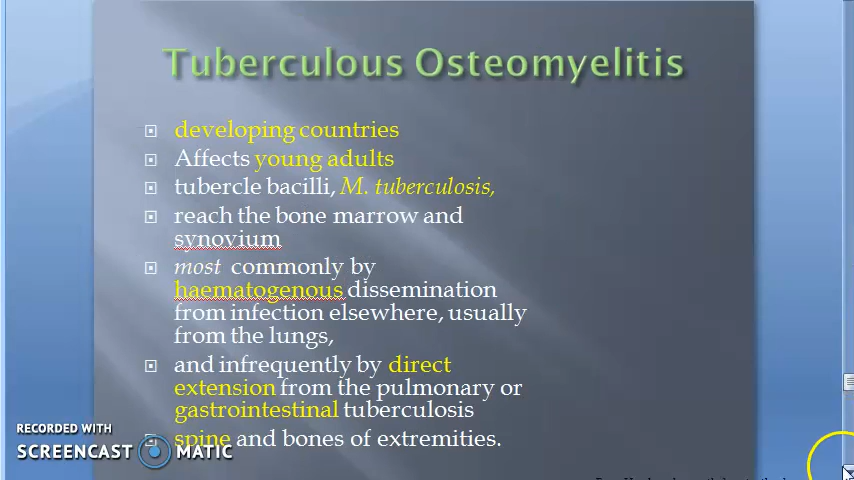 Tuberculous Osteomyelitis
developing countries
Affects young adults
tubercle bacilli, M. tuberculosis,
reach the bone marrow and
synovium
most commonly by
haematogenous dissemination
from infection elsewhere, usually
from the lungs,
and infrequently by direct
extension from the pulmonary or
gastrointestinal tuberculosis
spine and bones of extremities.
RECORDED WITH
SCREENCAST MATIC